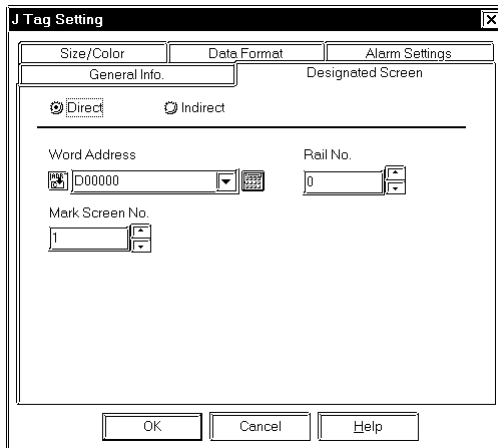 J Tag Setting
Size/Color Data Format Alarm Settings
General Info. Designated Screen
Direct Indirect
Word Address Rail No.
D00000 0
Mark Screen No.
1
OK Cancel Help